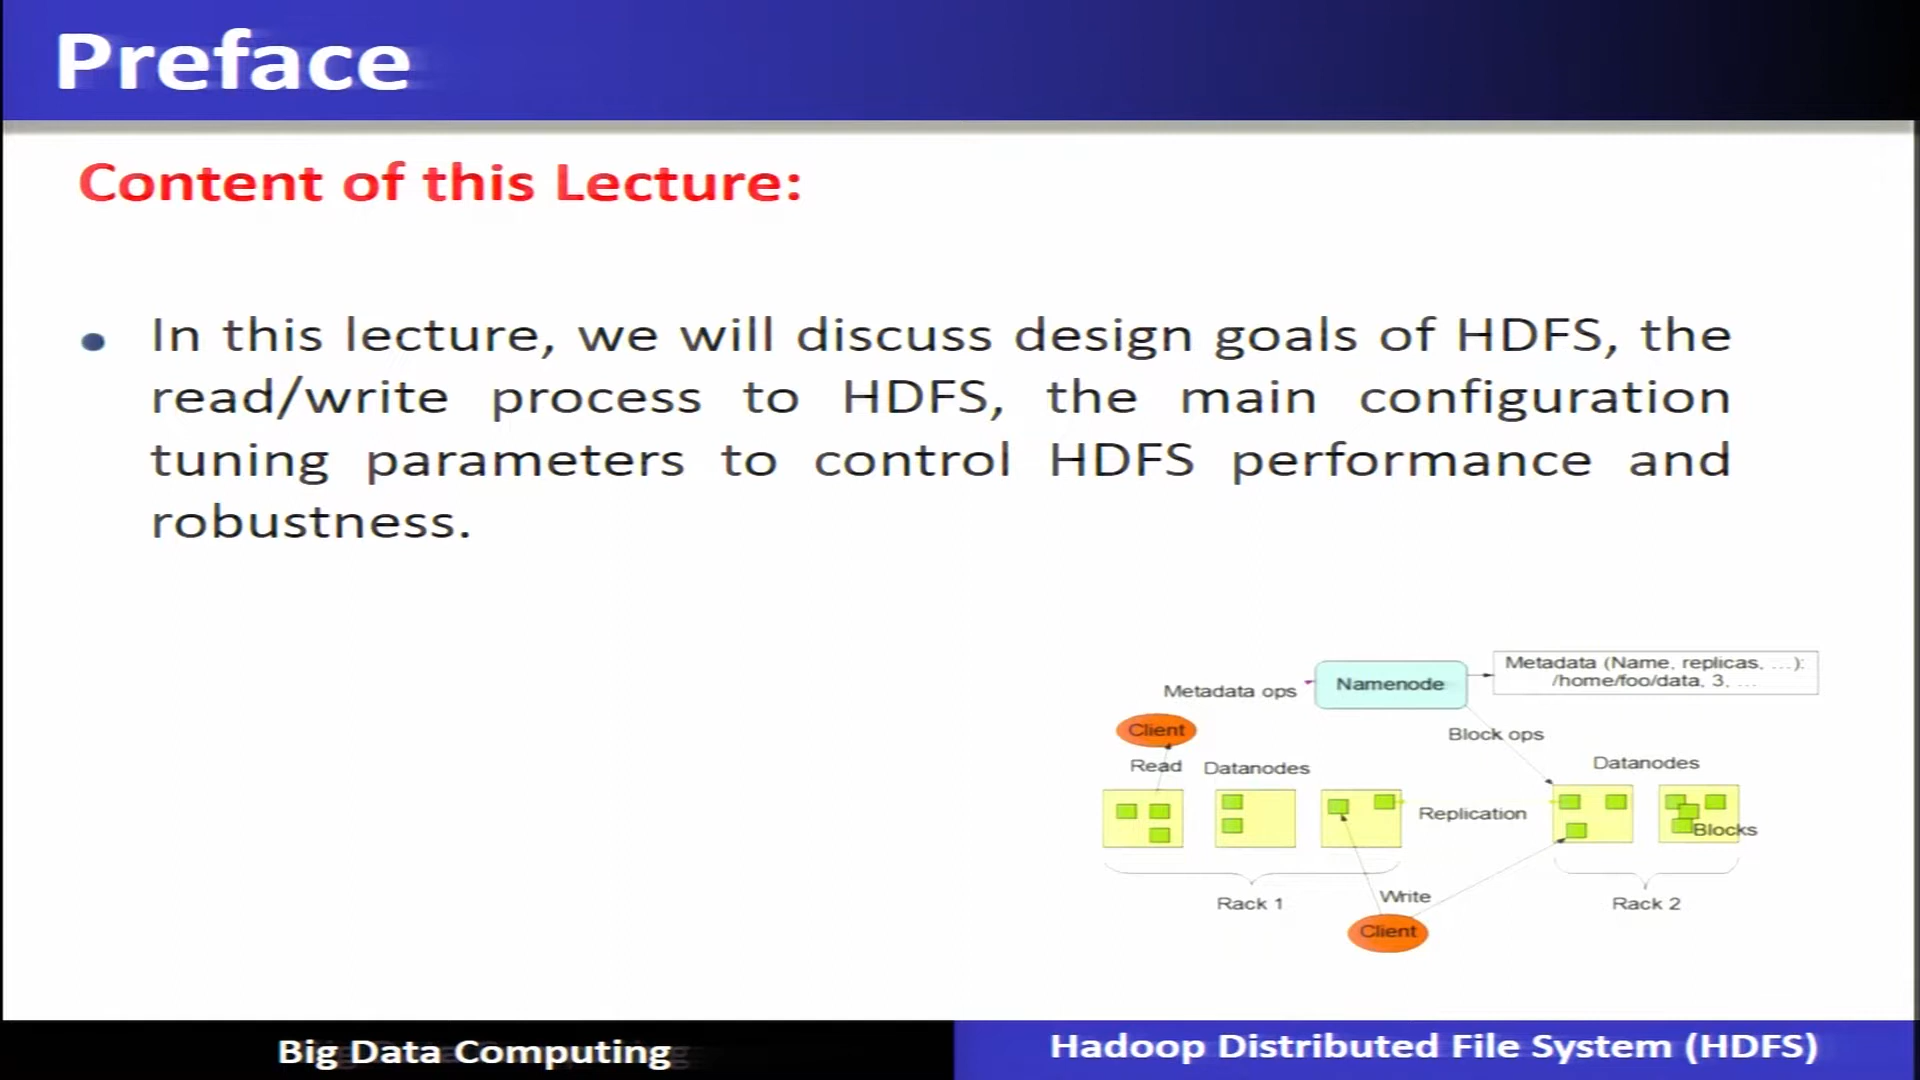 Preface
Content of this Lecture:
• In this lecture, we will discuss design goals of HDFS, the
read/write process to HDFS, the main configuration
tuning parameters to control HDFS performance and
robustness.
Metadata (Name, replicas, ...):
/home/foo/data, 3, ...
Namenode
Metadata ops
Client
Block ops
Read
Datanodes
Datanodes
Replication
Blocks
Write
Rack 1
Rack 2
Client
Big Data Computing
Hadoop Distributed File System (HDFS)